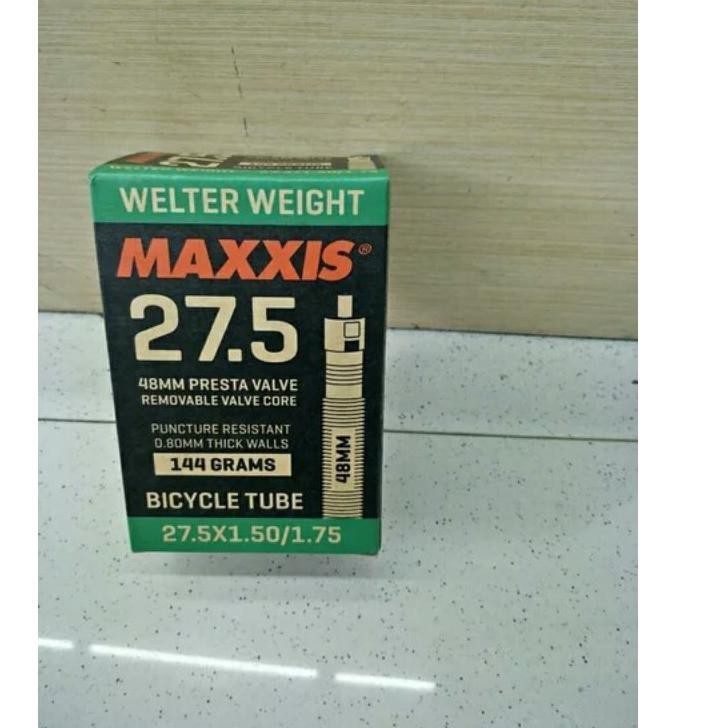 WELTER WEIGHT
MAXXIS®
27.5
48MM PRESTA VALVE
REMOVABLE VALVE CORE
PUNCTURE RESISTANT
0.80MM THICK WALLS
144 GRAMS
48MM
BICYCLE TUBE
27.5X1.50/1.75